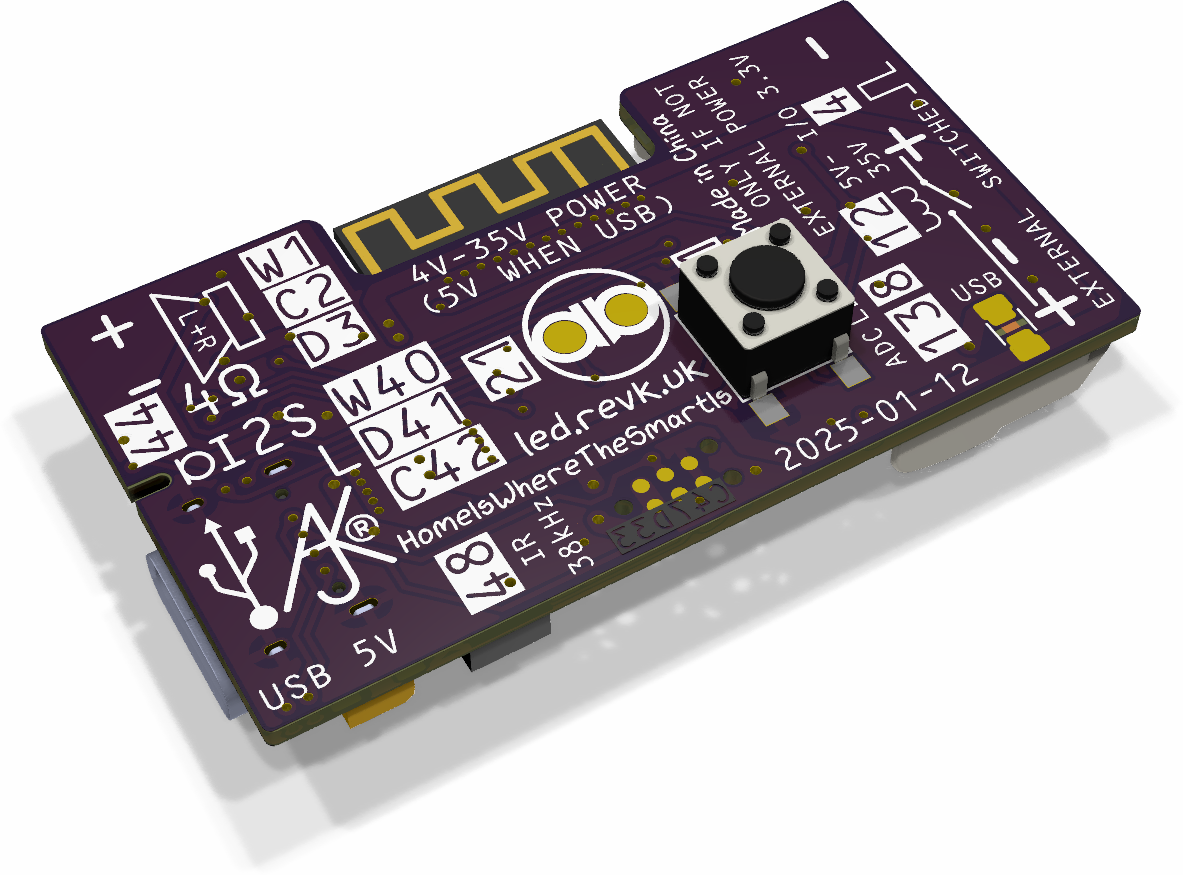 W1
C2
D3
+
L+R
-
4Ω
44
I2S
L
W40
D41
C42
21
4V-35V POWER
(5V WHEN USB)
led.revk.uk
HomeIsWhereTheSmartIs
®
USB 5V
48
IR
38KHZ
2025-01-12
Made in China
ONLY IF NOT
EXTERNAL POWER
I/O 3.3V
-
4
5V-
35V
+
12
SWITCHED
-
EXTERNAL
+
8
13
ADC
USB